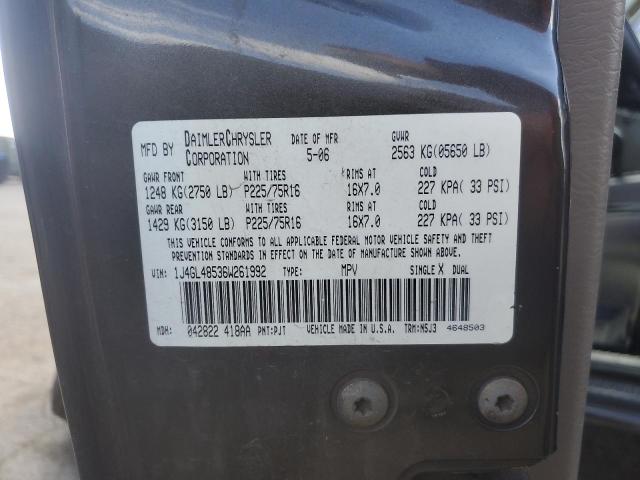 MFD BY DAIMLERCHRYSLER CORPORATION DATE OF MFR 5-06 GVWR 2563 KG(05650 LB)
GAWR FRONT WITH TIRES RIMS AT COLD
1248 KG(2750 LB) P225/75R16 16X7.0 227 KPA( 33 PSI)
GAWR REAR WITH TIRES RIMS AT COLD
1429 KG(3150 LB) P225/75R16 16X7.0 227 KPA( 33 PSI)
THIS VEHICLE CONFORMS TO ALL APPLICABLE FEDERAL MOTOR VEHICLE SAFETY AND THEFT
PREVENTION STANDARDS IN EFFECT ON THE DATE OF MANUFACTURE SHOWN ABOVE.
VIN: 1J4GL48536W261992 TYPE: MPV SINGLE X DUAL
MDH: 042822 418AA PNT:PJT VEHICLE MADE IN U.S.A. TRM:N5J3 4648503